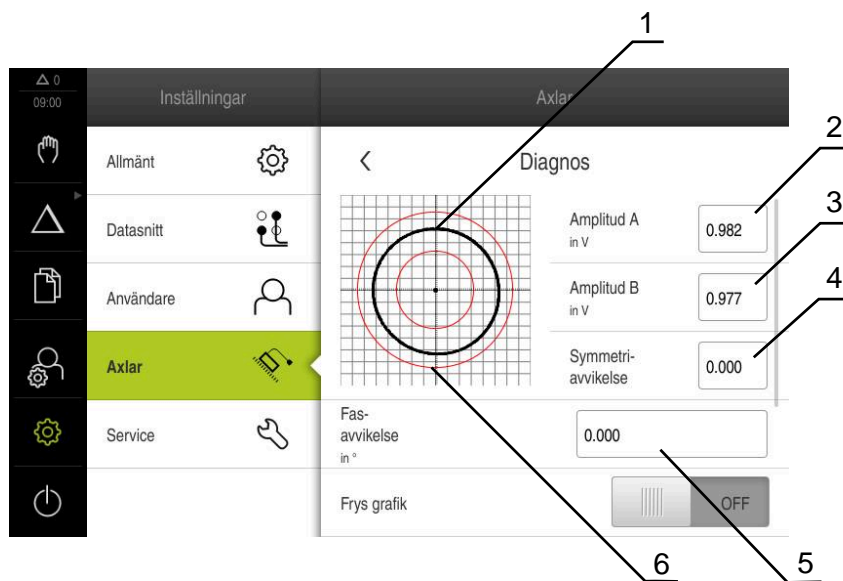 1
0
09:00
Inställningar
Axlar
2
Allmänt
Diagnos
Datasnitt
Amplitud A
in V
0.982
3
Användare
Amplitud B
in V
0.977
4
Axlar
Symmetri-
avvikelse
0.000
Service
Fas-
avvikelse
in °
0.000
Frys grafik
OFF
6
5